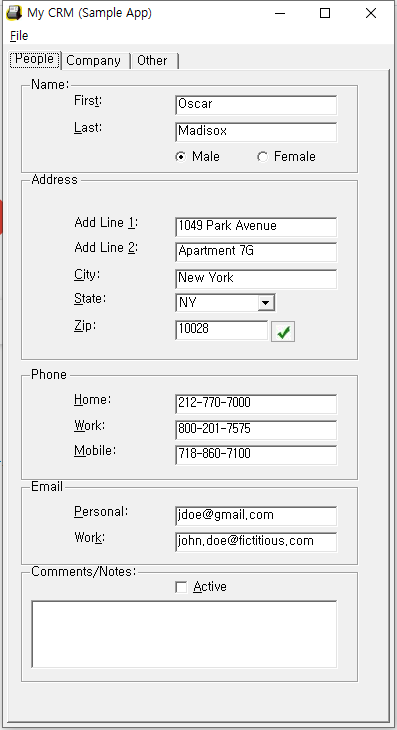 My CRM (Sample App)
File
People Company Other
Name:
First: Oscar
Last: Madisox
Male Female
Address
Add Line 1: 1049 Park Avenue
Add Line 2: Apartment 7G
City: New York
State: NY
Zip: 10028
Phone
Home: 212-770-7000
Work: 800-201-7575
Mobile: 718-860-7100
Email
Personal: jdoe@gmail.com
Work: john.doe@fictitious.com
Comments/Notes:
Active